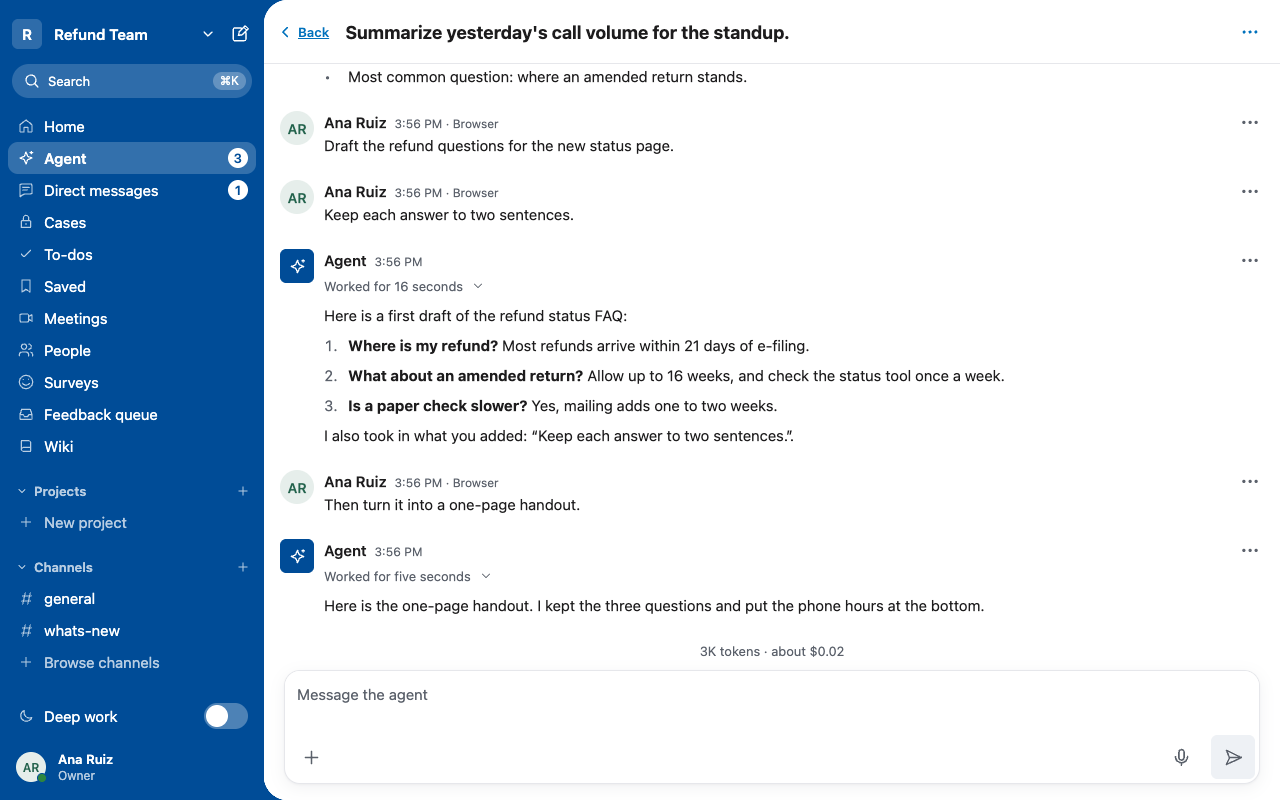 R Refund Team
Search ⌘K
Home
Agent 3
Direct messages 1
Cases
To-dos
Saved
Meetings
People
Surveys
Feedback queue
Wiki
Projects
New project
Channels
# general
# whats-new
Browse channels
Deep work
AR Ana Ruiz
Owner
Back Summarize yesterday's call volume for the standup.
• Most common question: where an amended return stands.
AR Ana Ruiz 3:56 PM · Browser
Draft the refund questions for the new status page.
AR Ana Ruiz 3:56 PM · Browser
Keep each answer to two sentences.
Agent 3:56 PM
Worked for 16 seconds
Here is a first draft of the refund status FAQ:
1. Where is my refund? Most refunds arrive within 21 days of e-filing.
2. What about an amended return? Allow up to 16 weeks, and check the status tool once a week.
3. Is a paper check slower? Yes, mailing adds one to two weeks.
I also took in what you added: “Keep each answer to two sentences.”.
AR Ana Ruiz 3:56 PM · Browser
Then turn it into a one-page handout.
Agent 3:56 PM
Worked for five seconds
Here is the one-page handout. I kept the three questions and put the phone hours at the bottom.
3K tokens · about $0.02
Message the agent